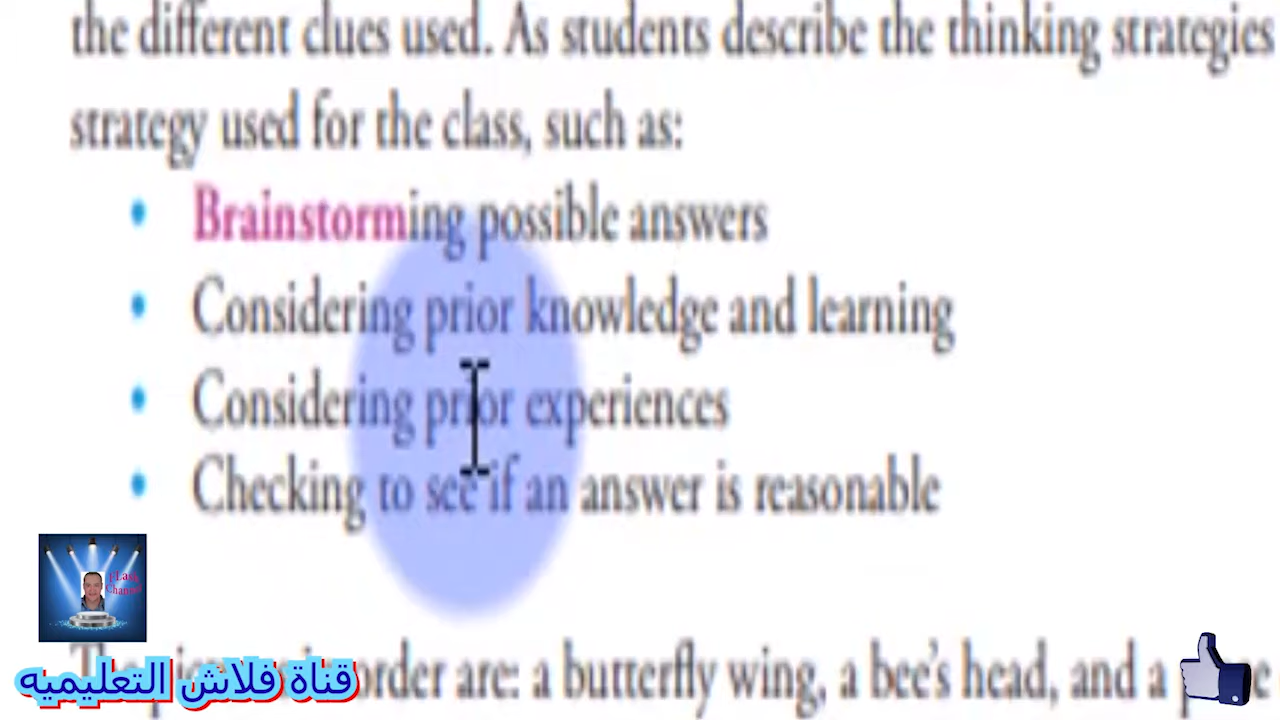 the different clues used. As students describe the thinking strategies
strategy used for the class, such as:
• Brainstorming possible answers
• Considering prior knowledge and learning
• Considering prior experiences
• Checking to see if an answer is reasonable
Flash
Channel
order are: a butterfly wing, a bee's head, and a
قناة فلاش التعليميه